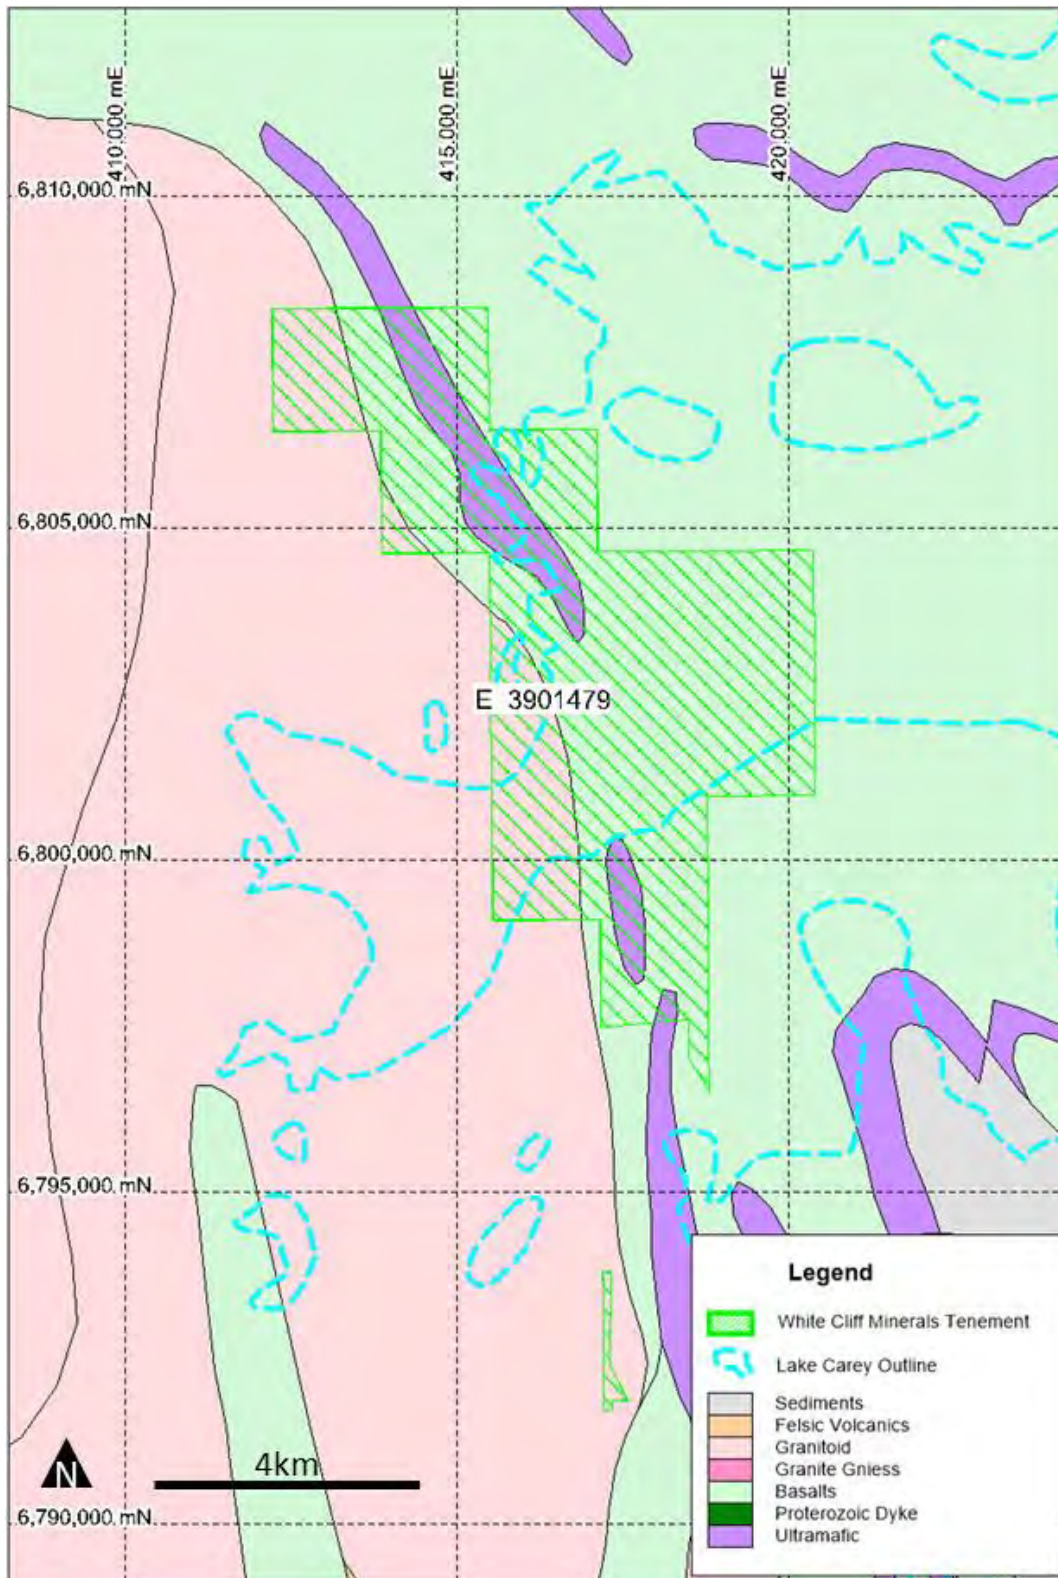 410,000 mE
415,000 mE
420,000 mE
6,810,000 mN
6,805,000 mN
E 3901479
6,800,000 mN
6,795,000 mN
Legend
White Cliff Minerals Tenement
Lake Carey Outline
Sediments
Felsic Volcanics
Granitoid
Granite Gniess
Basalts
Proterozoic Dyke
Ultramafic
N
4km
6,790,000 mN